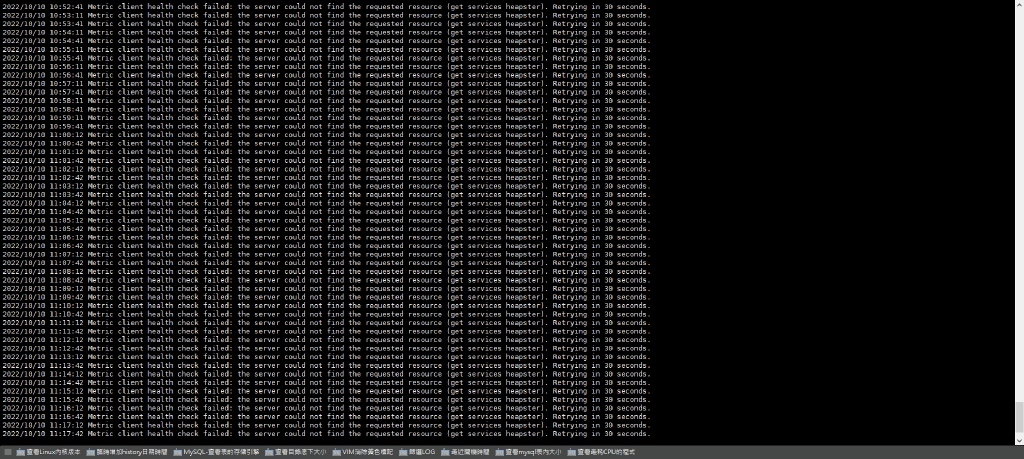 2022/10/10 10:52:41 Metric client health check failed: the server could not find the requested resource (get services heapster). Retrying in 30 seconds.
2022/10/10 10:53:11 Metric client health check failed: the server could not find the requested resource (get services heapster). Retrying in 30 seconds.
2022/10/10 10:53:41 Metric client health check failed: the server could not find the requested resource (get services heapster). Retrying in 30 seconds.
2022/10/10 10:54:11 Metric client health check failed: the server could not find the requested resource (get services heapster). Retrying in 30 seconds.
2022/10/10 10:54:41 Metric client health check failed: the server could not find the requested resource (get services heapster). Retrying in 30 seconds.
2022/10/10 10:55:11 Metric client health check failed: the server could not find the requested resource (get services heapster). Retrying in 30 seconds.
2022/10/10 10:55:41 Metric client health check failed: the server could not find the requested resource (get services heapster). Retrying in 30 seconds.
2022/10/10 10:56:11 Metric client health check failed: the server could not find the requested resource (get services heapster). Retrying in 30 seconds.
2022/10/10 10:56:41 Metric client health check failed: the server could not find the requested resource (get services heapster). Retrying in 30 seconds.
2022/10/10 10:57:11 Metric client health check failed: the server could not find the requested resource (get services heapster). Retrying in 30 seconds.
2022/10/10 10:57:41 Metric client health check failed: the server could not find the requested resource (get services heapster). Retrying in 30 seconds.
2022/10/10 10:58:11 Metric client health check failed: the server could not find the requested resource (get services heapster). Retrying in 30 seconds.
2022/10/10 10:58:41 Metric client health check failed: the server could not find the requested resource (get services heapster). Retrying in 30 seconds.
2022/10/10 10:59:11 Metric client health check failed: the server could not find the requested resource (get services heapster). Retrying in 30 seconds.
2022/10/10 10:59:41 Metric client health check failed: the server could not find the requested resource (get services heapster). Retrying in 30 seconds.
2022/10/10 11:00:12 Metric client health check failed: the server could not find the requested resource (get services heapster). Retrying in 30 seconds.
2022/10/10 11:00:42 Metric client health check failed: the server could not find the requested resource (get services heapster). Retrying in 30 seconds.
2022/10/10 11:01:12 Metric client health check failed: the server could not find the requested resource (get services heapster). Retrying in 30 seconds.
2022/10/10 11:01:42 Metric client health check failed: the server could not find the requested resource (get services heapster). Retrying in 30 seconds.
2022/10/10 11:02:12 Metric client health check failed: the server could not find the requested resource (get services heapster). Retrying in 30 seconds.
2022/10/10 11:02:42 Metric client health check failed: the server could not find the requested resource (get services heapster). Retrying in 30 seconds.
2022/10/10 11:03:12 Metric client health check failed: the server could not find the requested resource (get services heapster). Retrying in 30 seconds.
2022/10/10 11:03:42 Metric client health check failed: the server could not find the requested resource (get services heapster). Retrying in 30 seconds.
2022/10/10 11:04:12 Metric client health check failed: the server could not find the requested resource (get services heapster). Retrying in 30 seconds.
2022/10/10 11:04:42 Metric client health check failed: the server could not find the requested resource (get services heapster). Retrying in 30 seconds.
2022/10/10 11:05:12 Metric client health check failed: the server could not find the requested resource (get services heapster). Retrying in 30 seconds.
2022/10/10 11:05:42 Metric client health check failed: the server could not find the requested resource (get services heapster). Retrying in 30 seconds.
2022/10/10 11:06:12 Metric client health check failed: the server could not find the requested resource (get services heapster). Retrying in 30 seconds.
2022/10/10 11:06:42 Metric client health check failed: the server could not find the requested resource (get services heapster). Retrying in 30 seconds.
2022/10/10 11:07:12 Metric client health check failed: the server could not find the requested resource (get services heapster). Retrying in 30 seconds.
2022/10/10 11:07:42 Metric client health check failed: the server could not find the requested resource (get services heapster). Retrying in 30 seconds.
2022/10/10 11:08:12 Metric client health check failed: the server could not find the requested resource (get services heapster). Retrying in 30 seconds.
2022/10/10 11:08:42 Metric client health check failed: the server could not find the requested resource (get services heapster). Retrying in 30 seconds.
2022/10/10 11:09:12 Metric client health check failed: the server could not find the requested resource (get services heapster). Retrying in 30 seconds.
2022/10/10 11:09:42 Metric client health check failed: the server could not find the requested resource (get services heapster). Retrying in 30 seconds.
2022/10/10 11:10:12 Metric client health check failed: the server could not find the requested resource (get services heapster). Retrying in 30 seconds.
2022/10/10 11:10:42 Metric client health check failed: the server could not find the requested resource (get services heapster). Retrying in 30 seconds.
2022/10/10 11:11:12 Metric client health check failed: the server could not find the requested resource (get services heapster). Retrying in 30 seconds.
2022/10/10 11:11:42 Metric client health check failed: the server could not find the requested resource (get services heapster). Retrying in 30 seconds.
2022/10/10 11:12:12 Metric client health check failed: the server could not find the requested resource (get services heapster). Retrying in 30 seconds.
2022/10/10 11:12:42 Metric client health check failed: the server could not find the requested resource (get services heapster). Retrying in 30 seconds.
2022/10/10 11:13:12 Metric client health check failed: the server could not find the requested resource (get services heapster). Retrying in 30 seconds.
2022/10/10 11:13:42 Metric client health check failed: the server could not find the requested resource (get services heapster). Retrying in 30 seconds.
2022/10/10 11:14:12 Metric client health check failed: the server could not find the requested resource (get services heapster). Retrying in 30 seconds.
2022/10/10 11:14:42 Metric client health check failed: the server could not find the requested resource (get services heapster). Retrying in 30 seconds.
2022/10/10 11:15:12 Metric client health check failed: the server could not find the requested resource (get services heapster). Retrying in 30 seconds.
2022/10/10 11:15:42 Metric client health check failed: the server could not find the requested resource (get services heapster). Retrying in 30 seconds.
2022/10/10 11:16:12 Metric client health check failed: the server could not find the requested resource (get services heapster). Retrying in 30 seconds.
2022/10/10 11:16:42 Metric client health check failed: the server could not find the requested resource (get services heapster). Retrying in 30 seconds.
2022/10/10 11:17:12 Metric client health check failed: the server could not find the requested resource (get services heapster). Retrying in 30 seconds.
2022/10/10 11:17:42 Metric client health check failed: the server could not find the requested resource (get services heapster). Retrying in 30 seconds.
查看Linux內核版本 臨時增加history日期時間 MySQL-查看表的存儲引擎 查看目錄底下大小 VIM消除黃色標記 篩選LOG 最近關機時間 查看mysql表內大小 查看最耗CPU的程式